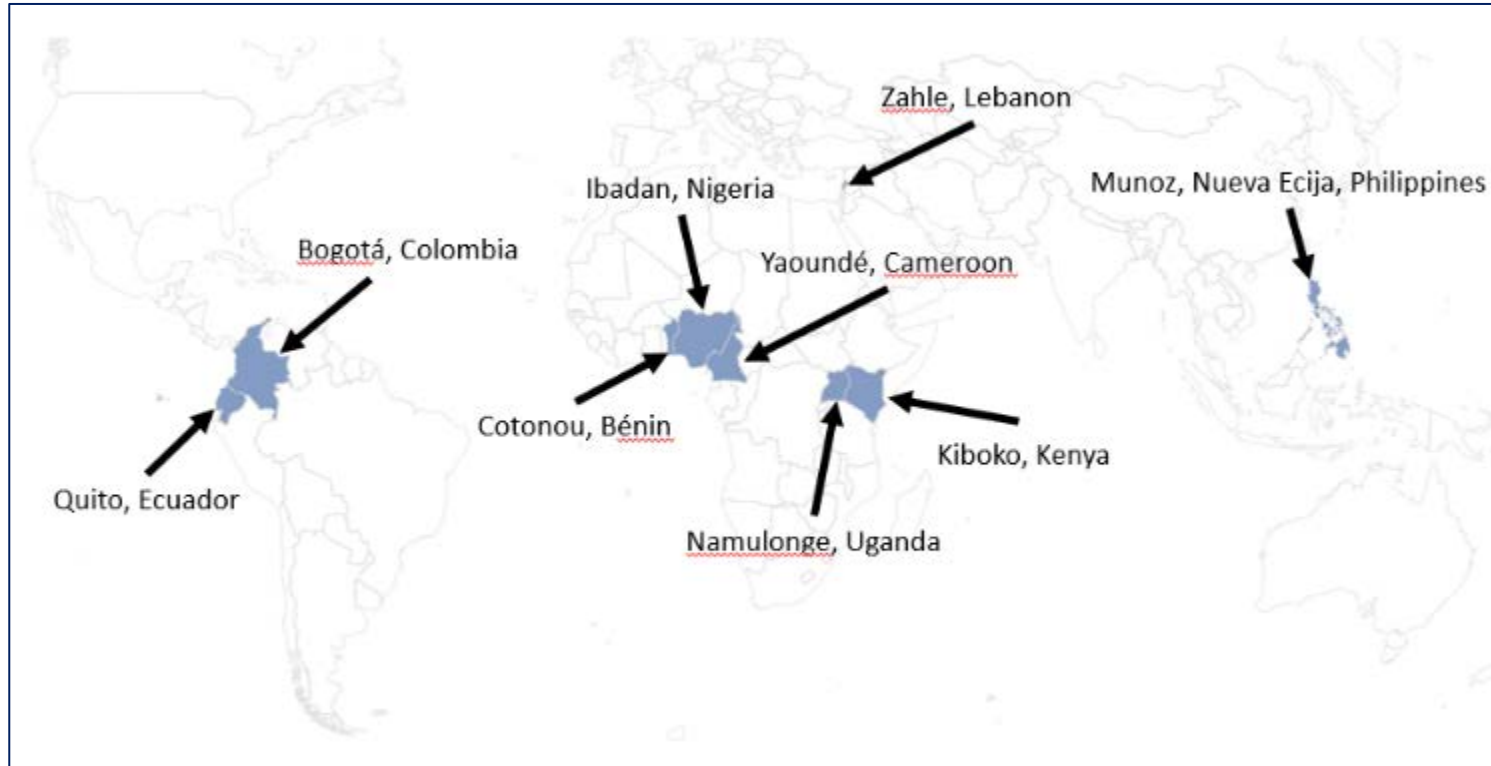 Zahle, Lebanon
Ibadan, Nigeria
Munoz, Nueva Ecija, Philippines
Bogotá, Colombia
Yaoundé, Cameroon
Cotonou, Bénin
Kiboko, Kenya
Quito, Ecuador
Namulonge, Uganda